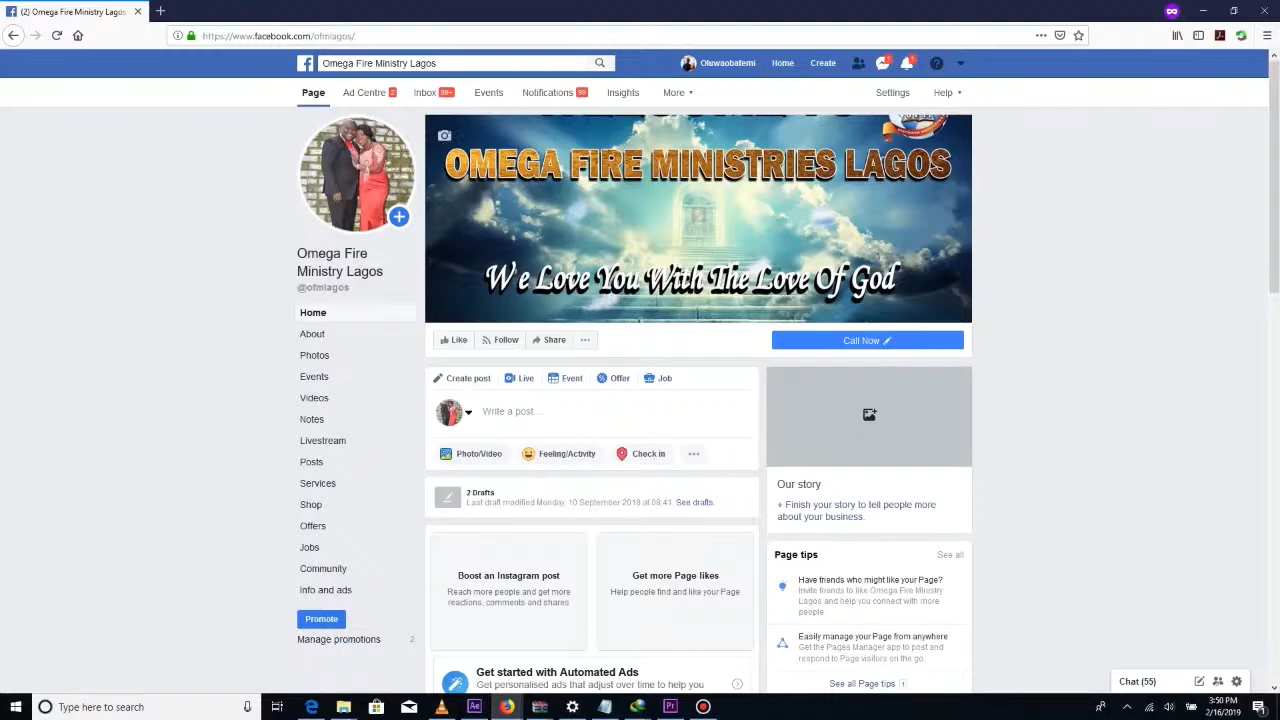 (2) Omega Fire Ministry Lagos
https://www.facebook.com/ofmlagos/
Omega Fire Ministry Lagos
Oluwaobafemi
Home
Create
Page
Ad Centre 2
Inbox 99+
Events
Notifications 99
Insights
More
Settings
Help
OMEGA FIRE MINISTRIES LAGOS
We Love You With The Love Of God
Omega Fire
Ministry Lagos
@ofmlagos
Home
About
Photos
Events
Videos
Notes
Livestream
Posts
Services
Shop
Offers
Jobs
Community
Info and ads
Promote
Manage promotions 2
Like
Follow
Share
Call Now
Create post
Live
Event
Offer
Job
Write a post...
Photo/Video
Feeling/Activity
Check in
2 Drafts
Last draft modified Monday, 10 September 2018 at 08:41. See drafts.
Boost an Instagram post
Reach more people and get more
reactions, comments and shares
Get more Page likes
Help people find and like your Page
Get started with Automated Ads
Get personalised ads that adjust over time to help you
Our story
+ Finish your story to tell people more
about your business.
Page tips
See all
Have friends who might like your Page?
Invite friends to like Omega Fire Ministry
Lagos and help you connect with more
people.
Easily manage your Page from anywhere
Get the Pages Manager app to post and
respond to Page visitors on the go.
See all Page tips 1
Chat (55)
Type here to search
Ae
Pr
3:50 PM
2/16/2019